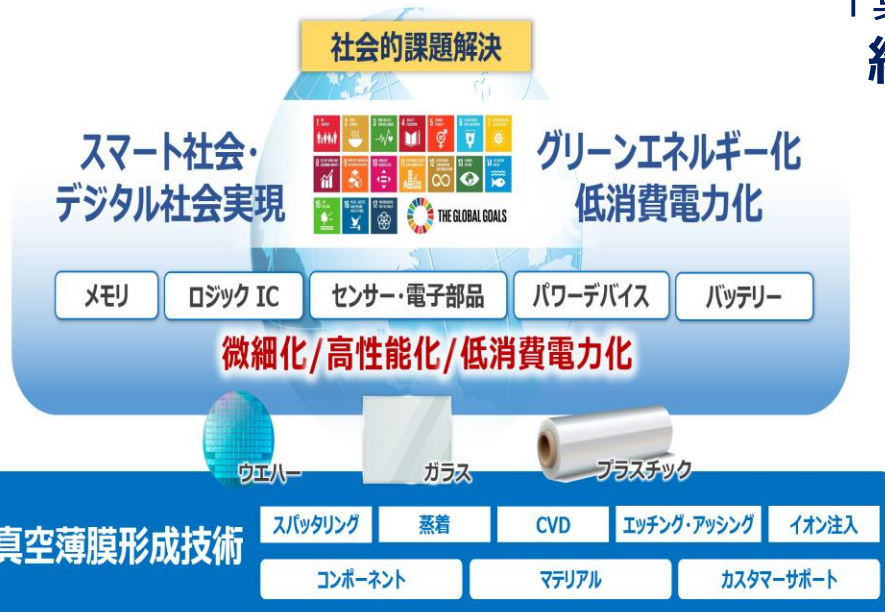 「真
社会的課題解決
スマート社会・
デジタル社会実現
THE GLOBAL GOALS
グリーンエネルギー化
低消費電力化
メモリ
ロジック IC
センサー・電子部品
パワーデバイス
バッテリー
微細化/高性能化/低消費電力化
ウエハー
ガラス
プラスチック
真空薄膜形成技術
スパッタリング
蒸着
CVD
エッチング・アッシング
イオン注入
コンポーネント
マテリアル
カスタマーサポート